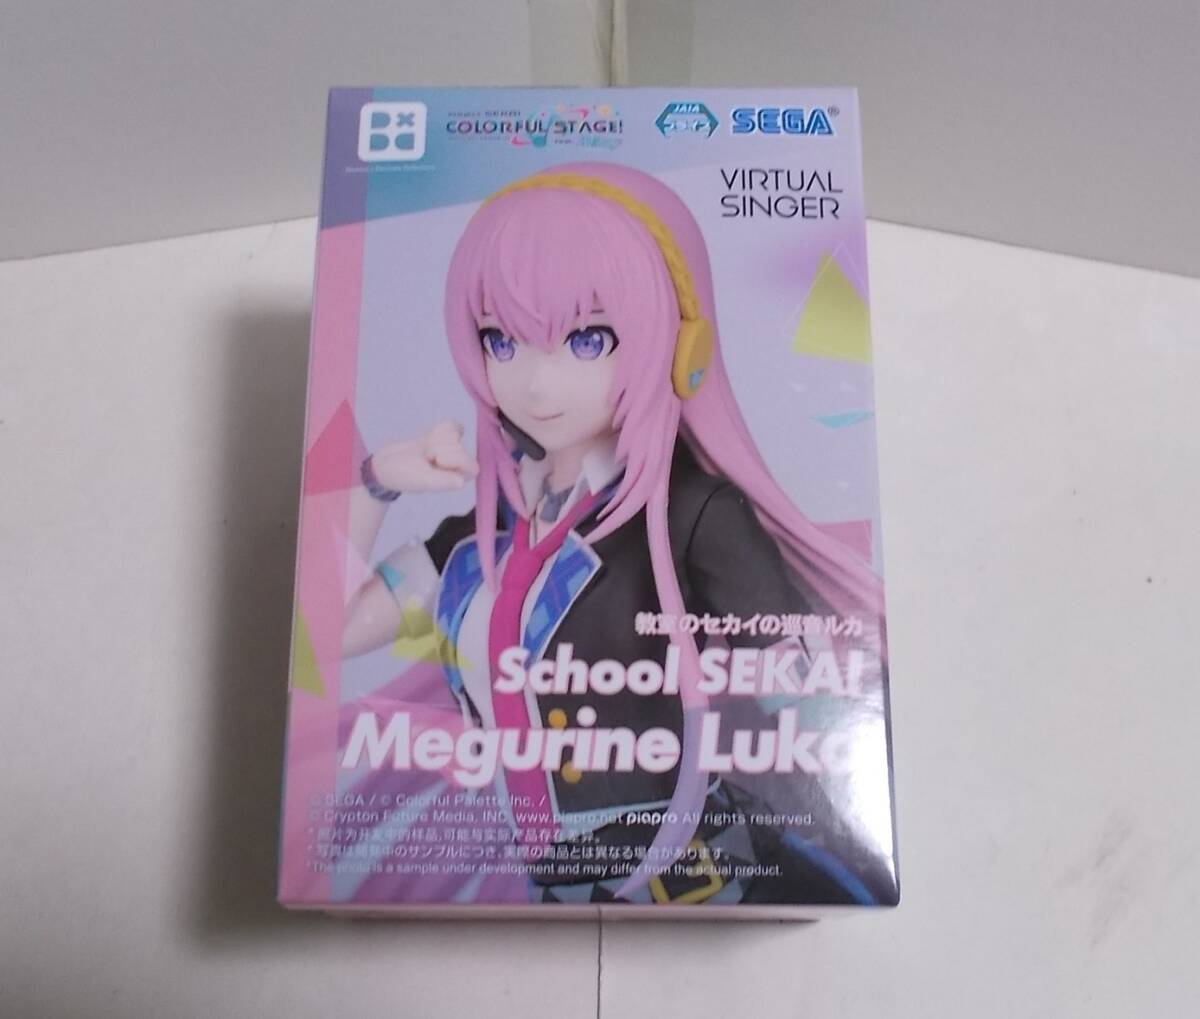 PROJECT SEKAI
COLORFUL STAGE!
feat. Miku
JAIA
SEGA®
VIRTUAL
SINGER
教室のセカイの巡音ルカ
School SEKAI
Megurine Luka
© SEGA / © Colorful Palette Inc. /
© Crypton Future Media, INC. www.piapro.net piapro All rights reserved.
*照片为开发中的样品,可能与实际产品存在差异。
*写真は開発中のサンプルにつき、実際の商品とは異なる場合があります。
*The photo is a sample under development and may differ from the actual product.